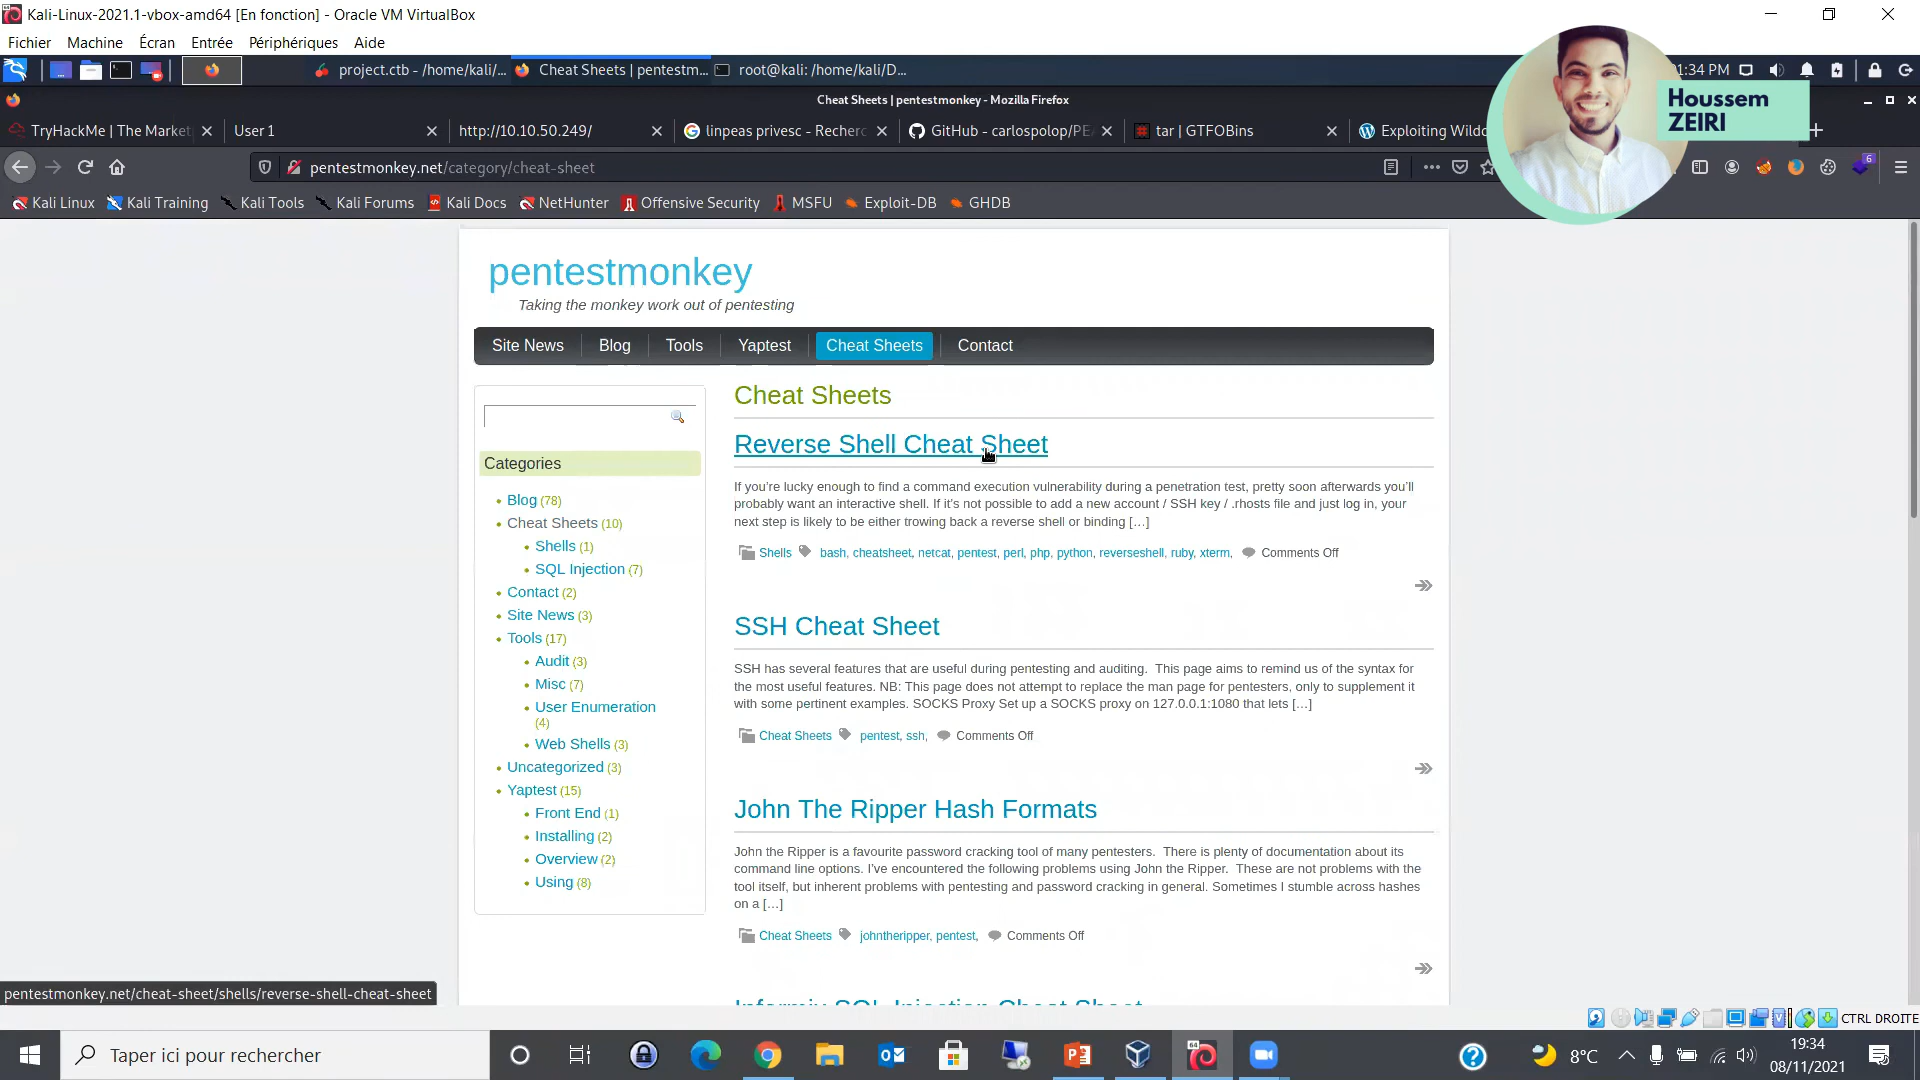 Kali-Linux-2021.1-vbox-amd64 [En fonction] - Oracle VM VirtualBox
Fichier Machine Écran Entrée Périphériques Aide
project.ctb - /home/kali/... Cheat Sheets | pentestm... root@kali: /home/kali/D...
1:34 PM
Houssem
ZEIRI
Cheat Sheets | pentestmonkey - Mozilla Firefox
TryHackMe | The Market User 1 http://10.10.50.249/ linpeas privesc - Recherc GitHub - carlospolop/PEA tar | GTFOBins Exploiting Wildc
pentestmonkey.net/category/cheat-sheet
6
Kali Linux Kali Training Kali Tools Kali Forums Kali Docs NetHunter Offensive Security MSFU Exploit-DB GHDB
pentestmonkey
Taking the monkey work out of pentesting
Site News Blog Tools Yaptest Cheat Sheets Contact
Categories
Blog (78)
Cheat Sheets (10)
Shells (1)
SQL Injection (7)
Contact (2)
Site News (3)
Tools (17)
Audit (3)
Misc (7)
User Enumeration
(4)
Web Shells (3)
Uncategorized (3)
Yaptest (15)
Front End (1)
Installing (2)
Overview (2)
Using (8)
Cheat Sheets
Reverse Shell Cheat Sheet
If you’re lucky enough to find a command execution vulnerability during a penetration test, pretty soon afterwards you’ll
probably want an interactive shell. If it’s not possible to add a new account / SSH key / .rhosts file and just log in, your
next step is likely to be either trowing back a reverse shell or binding […]
Shells bash, cheatsheet, netcat, pentest, perl, php, python, reverseshell, ruby, xterm, Comments Off
SSH Cheat Sheet
SSH has several features that are useful during pentesting and auditing. This page aims to remind us of the syntax for
the most useful features. NB: This page does not attempt to replace the man page for pentesters, only to supplement it
with some pertinent examples. SOCKS Proxy Set up a SOCKS proxy on 127.0.0.1:1080 that lets […]
Cheat Sheets pentest, ssh, Comments Off
John The Ripper Hash Formats
John the Ripper is a favourite password cracking tool of many pentesters. There is plenty of documentation about its
command line options. I’ve encountered the following problems using John the Ripper. These are not problems with the
tool itself, but inherent problems with pentesting and password cracking in general. Sometimes I stumble across hashes
on a […]
Cheat Sheets johntheripper, pentest, Comments Off
Informix SQL Injection Cheat Sheet
pentestmonkey.net/cheat-sheet/shells/reverse-shell-cheat-sheet
CTRL DROITE
Taper ici pour rechercher
8°C
19:34
08/11/2021